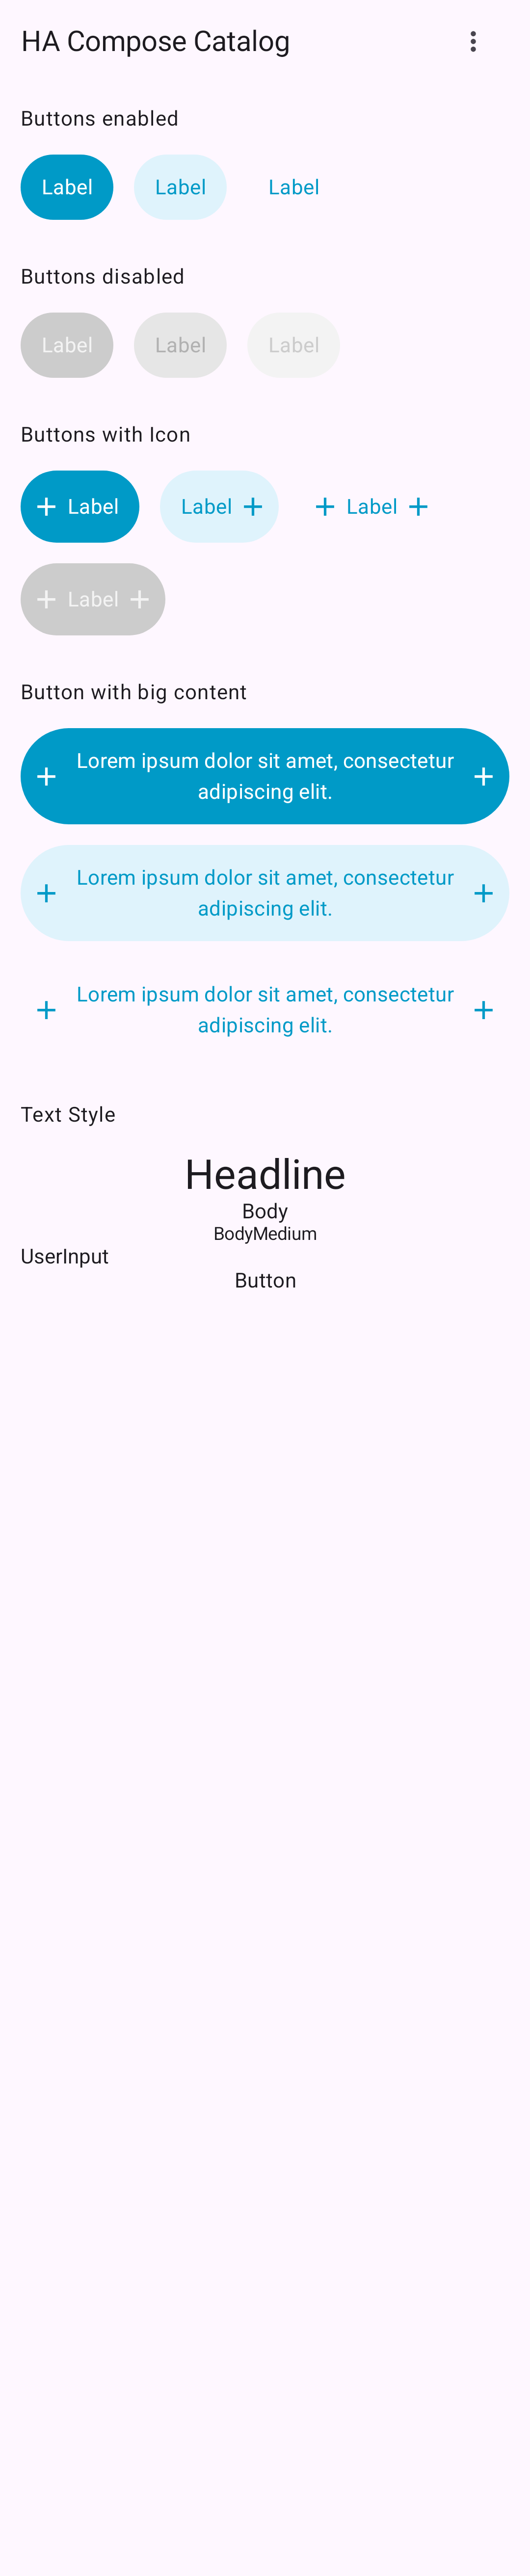 HA Compose Catalog
Buttons enabled
Label Label Label
Buttons disabled
Label Label Label
Buttons with Icon
Label Label Label
Label
Button with big content
Lorem ipsum dolor sit amet, consectetur
adipiscing elit.
Lorem ipsum dolor sit amet, consectetur
adipiscing elit.
Lorem ipsum dolor sit amet, consectetur
adipiscing elit.
Text Style
Headline
Body
BodyMedium
UserInput
Button